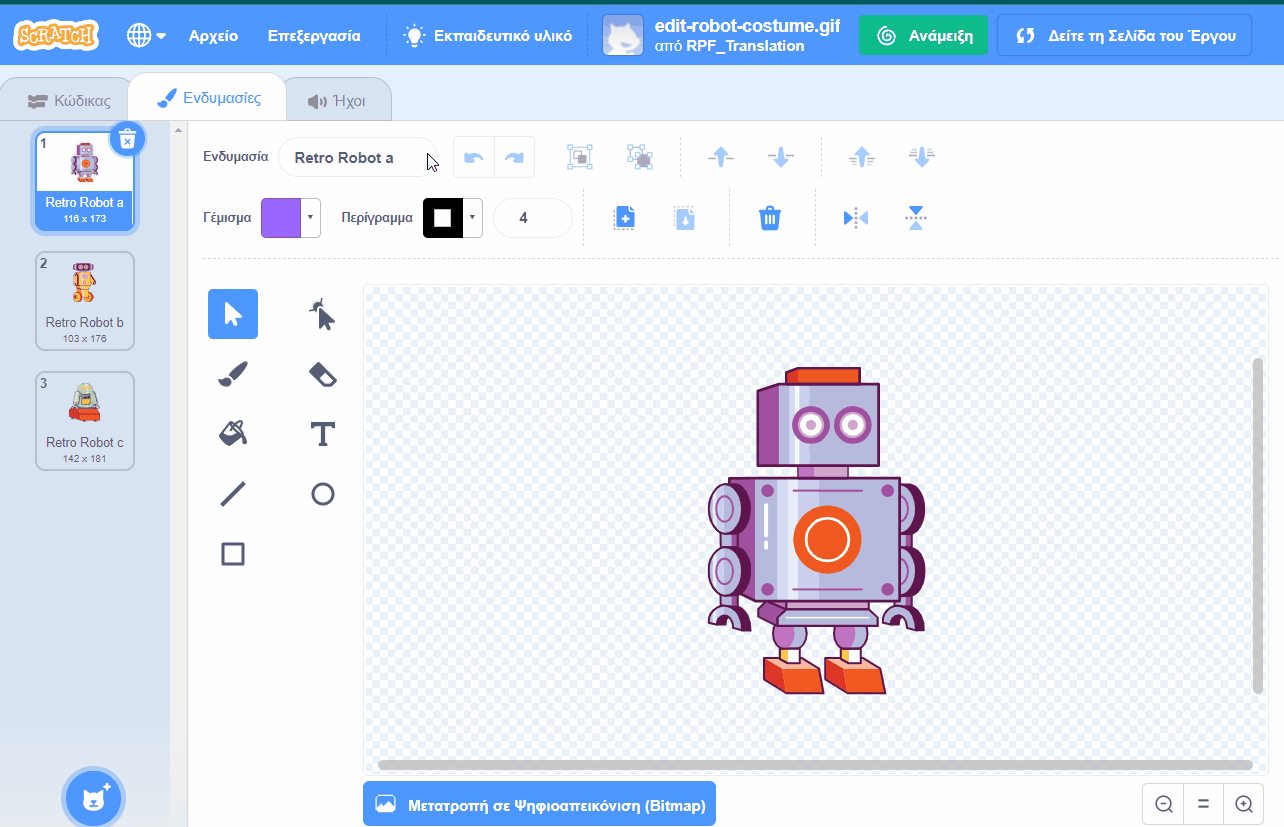 SCRATCH
Αρχείο
Επεξεργασία
Εκπαιδευτικό υλικό
edit-robot-costume.gif
από RPF_Translation
Ανάμειξη
Δείτε τη Σελίδα του Έργου
Κώδικας
Ενδυμασίες
Ήχοι
1
Retro Robot a
116 x 173
2
Retro Robot b
103 x 176
3
Retro Robot c
142 x 181
Ενδυμασία
Retro Robot a
Γέμισμα
Περίγραμμα
4
Μετατροπή σε Ψηφιοαπεικόνιση (Bitmap)